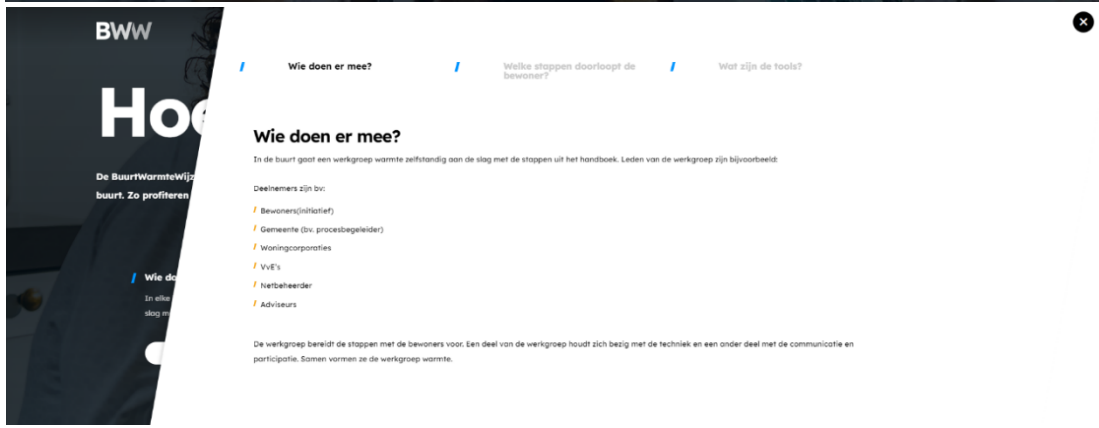 BWW
Hoe
De BuurtWarmteWijz
buurt. Zo profiteren
Wie do
In elke
slag m
Wie doen er mee?
Welke stappen doorloopt de
bewoner?
Wat zijn de tools?
Wie doen er mee?
In de buurt gaat een werkgroep warmte zelfstandig aan de slag met de stappen uit het handboek. Leden van de werkgroep zijn bijvoorbeeld:
Deelnemers zijn bv:
Bewoners(initiatief)
Gemeente (bv. procesbegeleider)
Woningcorporaties
VvE's
Netbeheerder
Adviseurs
De werkgroep bereidt de stappen met de bewoners voor. Een deel van de werkgroep houdt zich bezig met de techniek en een ander deel met de communicatie en
participatie. Samen vormen ze de werkgroep warmte.